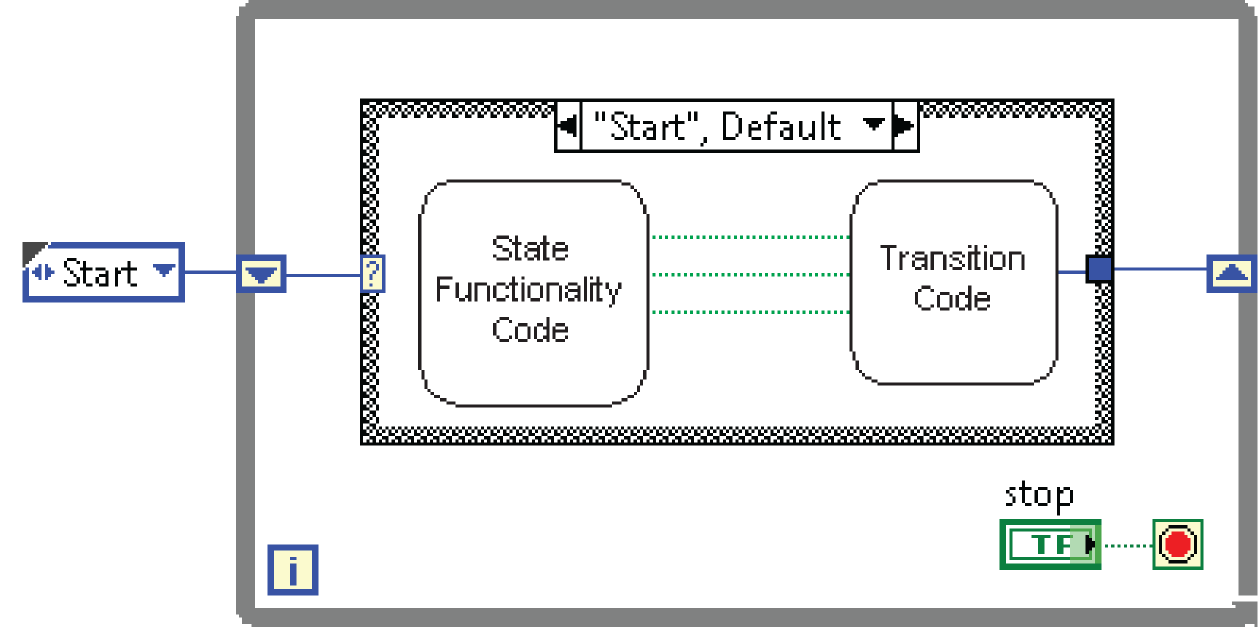 "Start", Default
State
Functionality
Code
Transition
Code
Start
?
stop
TF
i